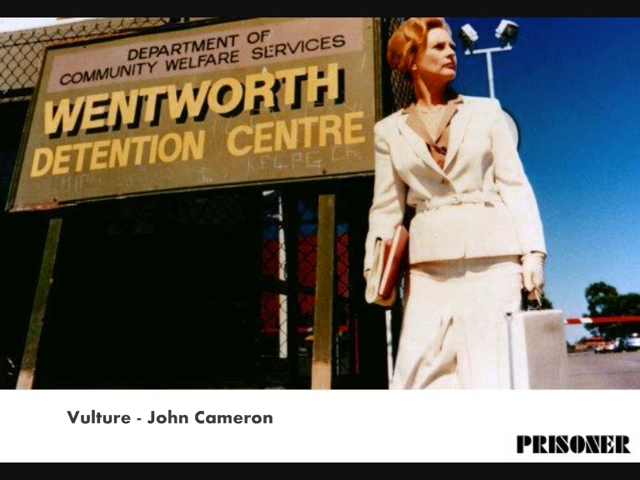 DEPARTMENT OF
COMMUNITY WELFARE SERVICES
WENTWORTH
DETENTION CENTRE
Vulture - John Cameron
PRISONER